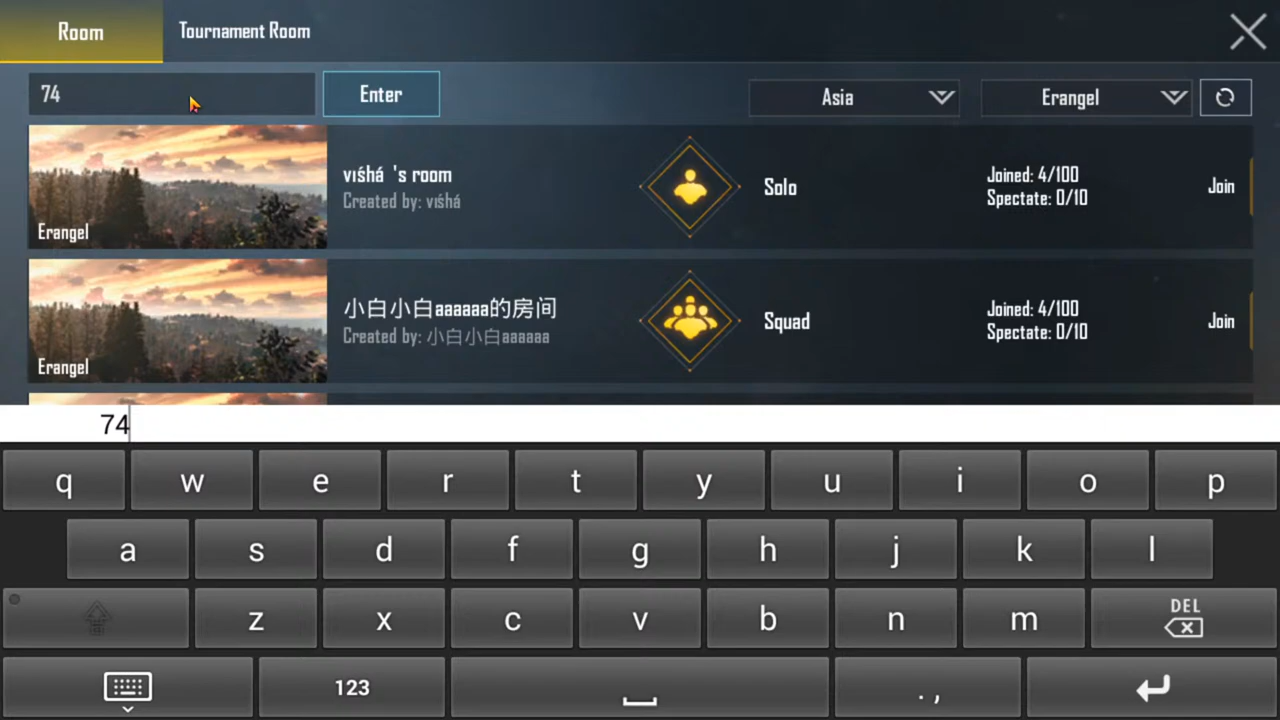 Room
Tournament Room
74
Enter
Asia
Erangel
vıśhá 's room
Created by: vıśhá
Solo
Joined: 4/100
Spectate: 0/10
Join
Erangel
小白小白aaaaaa的房间
Created by: 小白小白aaaaaa
Squad
Joined: 4/100
Spectate: 0/10
Join
Erangel
74
q w e r t y u i o p
a s d f g h j k l
z x c v b n m DEL
123 . ,